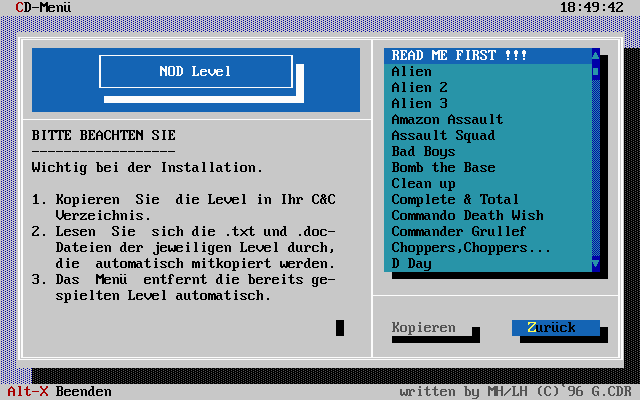 CD-Menü 18:49:42
NOD Level
BITTE BEACHTEN SIE
------------------
Wichtig bei der Installation.
1. Kopieren Sie die Level in Ihr C&C
Verzeichnis.
2. Lesen Sie sich die .txt und .doc-
Dateien der jeweiligen Level durch,
die automatisch mitkopiert werden.
3. Das Menü entfernt die bereits ge-
spielten Level automatisch.
READ ME FIRST !!!
Alien
Alien 2
Alien 3
Amazon Assault
Assault Squad
Bad Boys
Bomb the Base
Clean up
Complete & Total
Commando Death Wish
Commander Grullef
Choppers,Choppers...
D Day
Kopieren Zurück
Alt-X Beenden written by MH/LH (C)`96 G.CDR